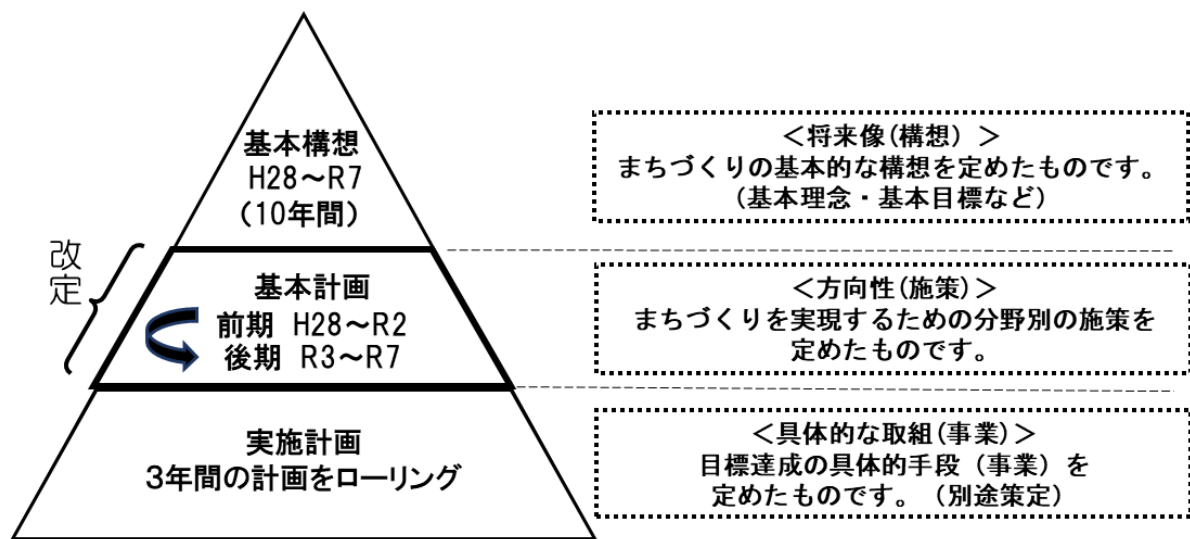 基本構想
H28～R7
（10年間）
＜将来像(構想）＞
まちづくりの基本的な構想を定めたものです。
（基本理念・基本目標など）
改定
基本計画
前期 H28～R2
後期 R3～R7
＜方向性(施策)＞
まちづくりを実現するための分野別の施策を
定めたものです。
実施計画
3年間の計画をローリング
＜具体的な取組(事業)＞
目標達成の具体的手段（事業）を
定めたものです。（別途策定）